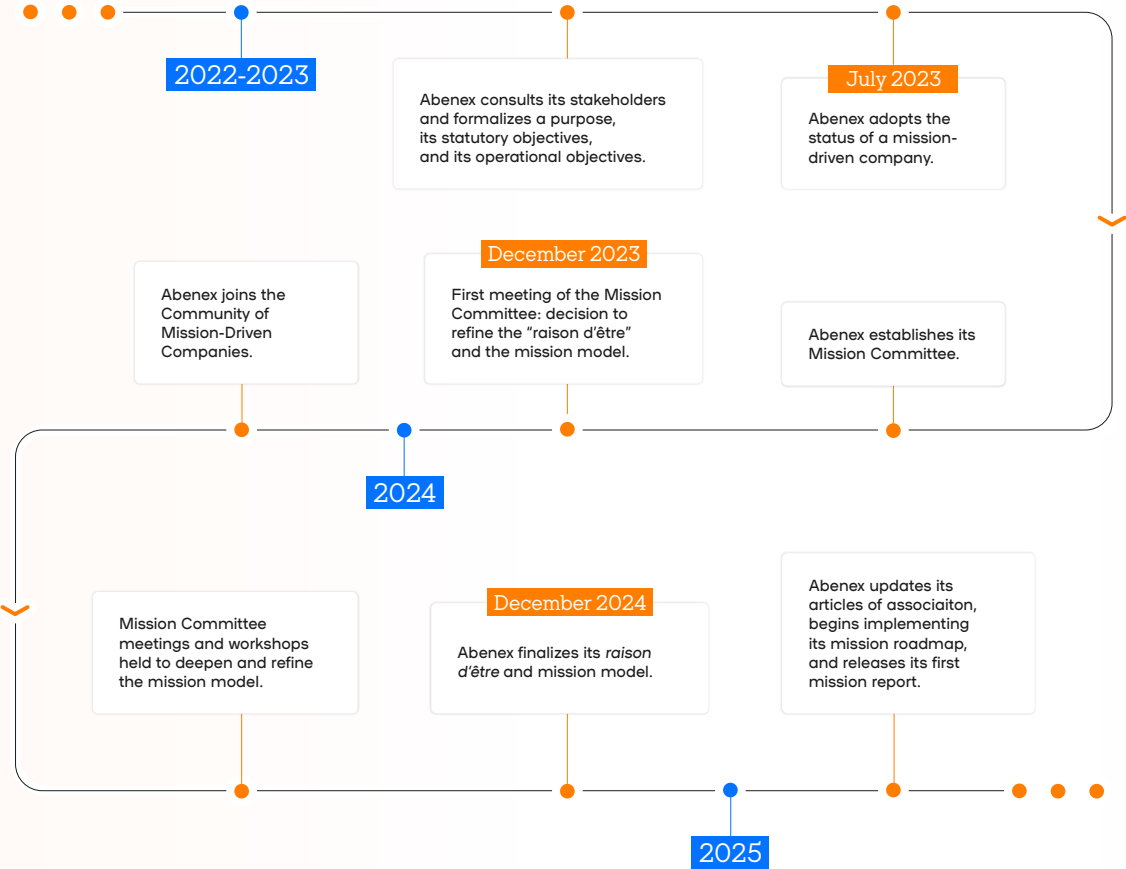 2022-2023
Abenex consults its stakeholders
and formalizes a purpose,
its statutory objectives,
and its operational objectives.
July 2023
Abenex adopts the
status of a mission-
driven company.
Abenex establishes its
Mission Committee.
December 2023
First meeting of the Mission
Committee: decision to
refine the “raison d’être”
and the mission model.
Abenex joins the
Community of
Mission-Driven
Companies.
2024
Mission Committee
meetings and workshops
held to deepen and refine
the mission model.
December 2024
Abenex finalizes its raison
d’être and mission model.
2025
Abenex updates its
articles of associaiton,
begins implementing
its mission roadmap,
and releases its first
mission report.